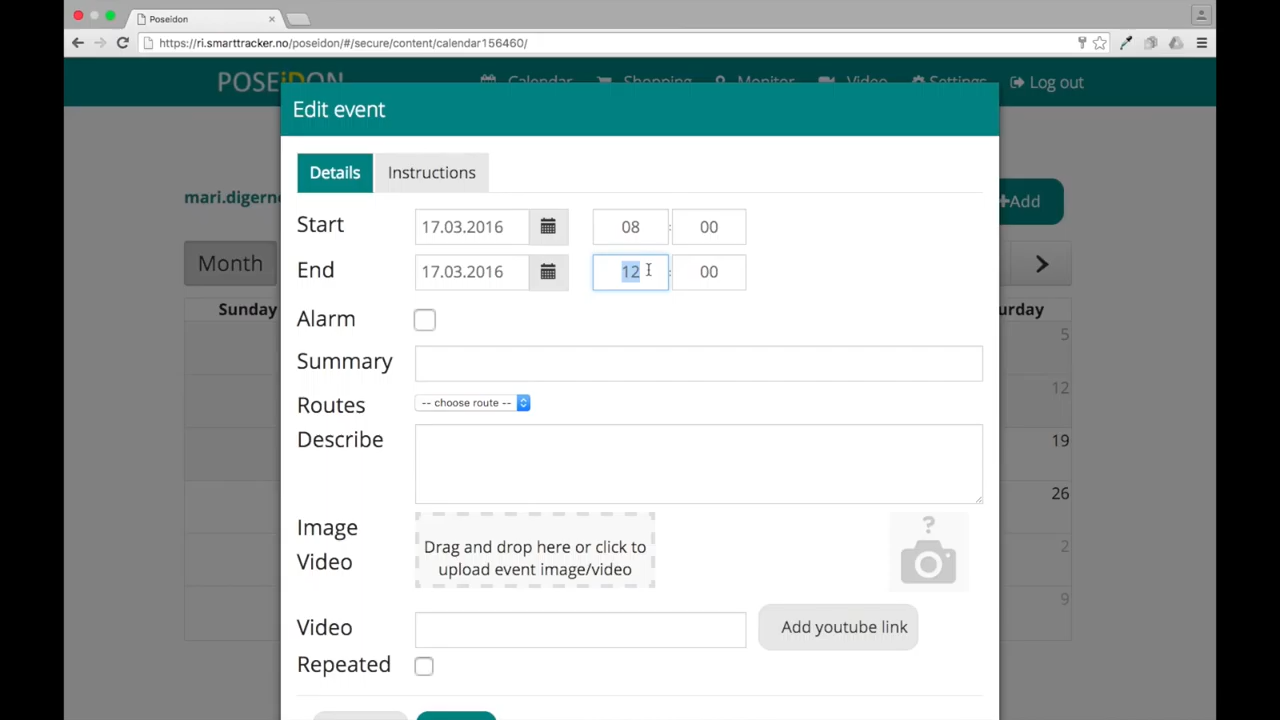 Poseidon
https://ri.smarttracker.no/poseidon/#/secure/content/calendar156460/
POSEiDON Calendar Shopping Monitor Video Settings Log out
Edit event
Details Instructions
mari.digern
+Add
Start 17.03.2016 08 : 00
Month
End 17.03.2016 12 : 00
Sunday
urday
Alarm
5
Summary
12
Routes -- choose route --
Describe
19
26
Image
Video
Drag and drop here or click to
upload event image/video
?
2
9
Video Add youtube link
Repeated